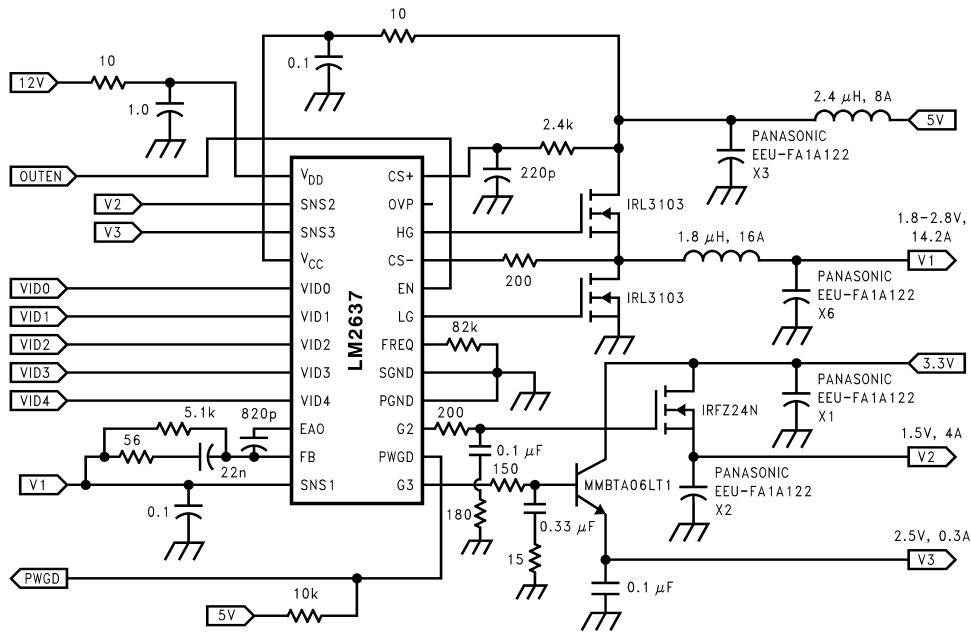 10
0.1
12V
10
1.0
2.4 μH, 8A
5V
PANASONIC
EEU-FA1A122
X3
2.4k
220p
OUTEN
V2
V3
VID0
VID1
VID2
VID3
VID4
V1
LM2637
VDD
SNS2
SNS3
VCC
VID0
VID1
VID2
VID3
VID4
EAO
FB
SNS1
CS+
OVP
HG
CS-
EN
LG
FREQ
SGND
PGND
G2
PWGD
G3
IRL3103
1.8 μH, 16A
1.8-2.8V,
14.2A
V1
200
PANASONIC
EEU-FA1A122
X6
IRL3103
82k
3.3V
PANASONIC
EEU-FA1A122
X1
5.1k
820p
56
22n
200
IRFZ24N
1.5V, 4A
V2
0.1 μF
150
PANASONIC
EEU-FA1A122
X2
MMBTA06LT1
0.1
180
0.33 μF
15
2.5V, 0.3A
V3
0.1 μF
PWGD
5V
10k